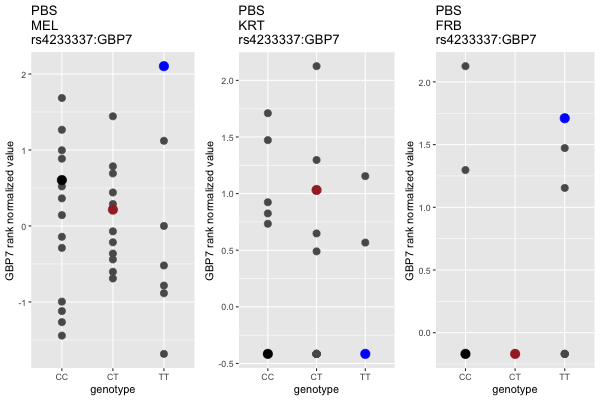 PBS
MEL
rs4233337:GBP7
GBP7 rank normalized value
2
1
0
-1
CC
CT
TT
genotype
PBS
KRT
rs4233337:GBP7
GBP7 rank normalized value
2.0
1.5
1.0
0.5
0.0
-0.5
CC
CT
TT
genotype
PBS
FRB
rs4233337:GBP7
GBP7 rank normalized value
2.0
1.5
1.0
0.5
0.0
CC
CT
TT
genotype